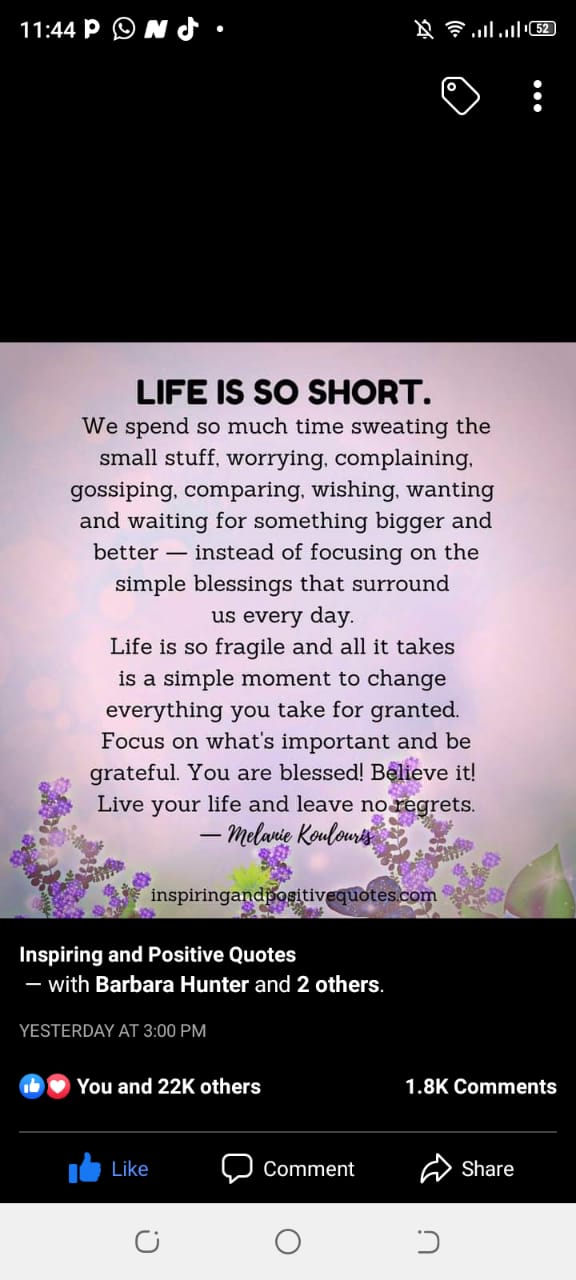 11:44
52
LIFE IS SO SHORT.
We spend so much time sweating the
small stuff, worrying, complaining,
gossiping, comparing, wishing, wanting
and waiting for something bigger and
better — instead of focusing on the
simple blessings that surround
us every day.
Life is so fragile and all it takes
is a simple moment to change
everything you take for granted.
Focus on what's important and be
grateful. You are blessed! Believe it!
Live your life and leave no regrets.
— Melanie Koulouris
inspiringandpositivequotes.com
Inspiring and Positive Quotes
— with Barbara Hunter and 2 others.
YESTERDAY AT 3:00 PM
You and 22K others 1.8K Comments
Like Comment Share